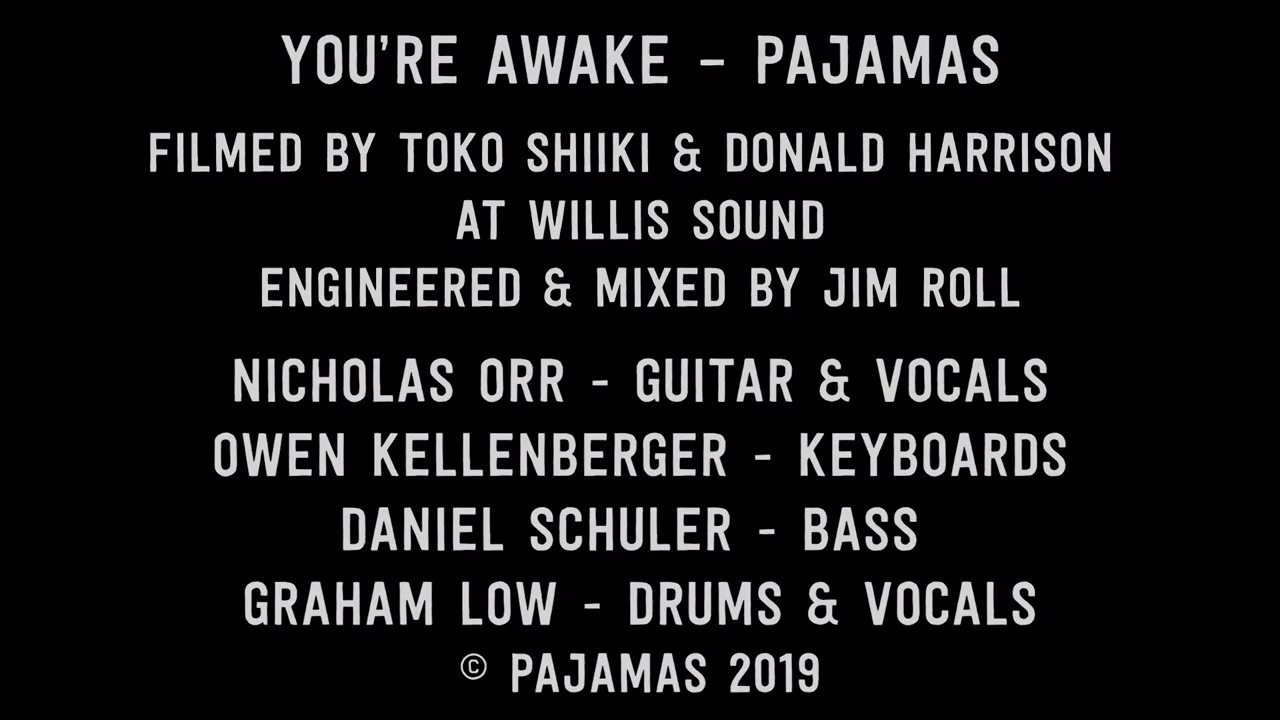 YOU'RE AWAKE – PAJAMAS
FILMED BY TOKO SHIIKI & DONALD HARRISON
AT WILLIS SOUND
ENGINEERED & MIXED BY JIM ROLL
NICHOLAS ORR - GUITAR & VOCALS
OWEN KELLENBERGER - KEYBOARDS
DANIEL SCHULER - BASS
GRAHAM LOW - DRUMS & VOCALS
© PAJAMAS 2019